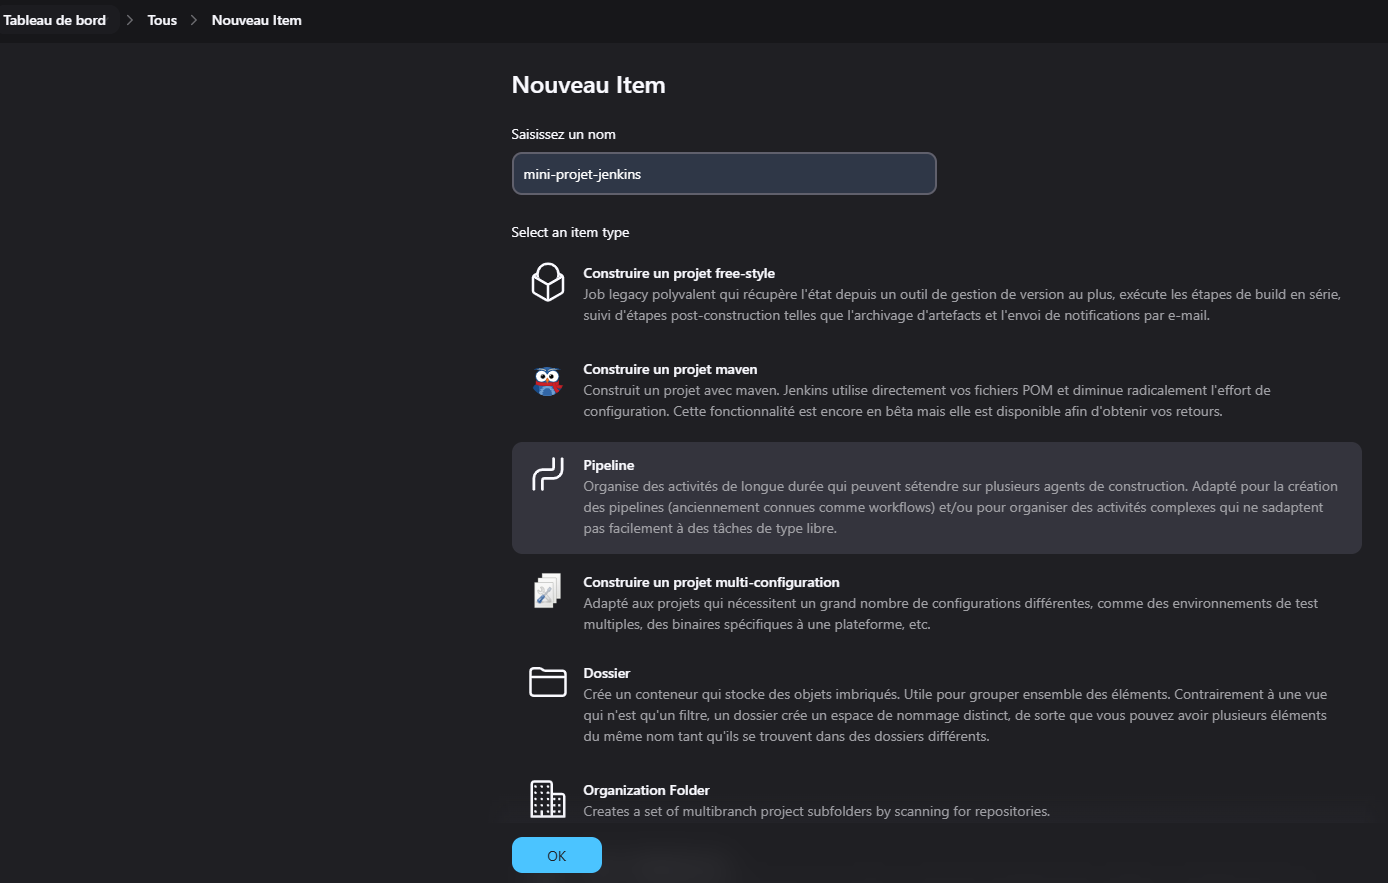 Tableau de bord > Tous > Nouveau Item
Nouveau Item
Saisissez un nom
mini-projet-jenkins
Select an item type
Construire un projet free-style
Job legacy polyvalent qui récupère l'état depuis un outil de gestion de version au plus, exécute les étapes de build en série,
suivi d'étapes post-construction telles que l'archivage d'artefacts et l'envoi de notifications par e-mail.
Construire un projet maven
Construit un projet avec maven. Jenkins utilise directement vos fichiers POM et diminue radicalement l'effort de
configuration. Cette fonctionnalité est encore en bêta mais elle est disponible afin d'obtenir vos retours.
Pipeline
Organise des activités de longue durée qui peuvent sétendre sur plusieurs agents de construction. Adapté pour la création
des pipelines (anciennement connues comme workflows) et/ou pour organiser des activités complexes qui ne sadaptent
pas facilement à des tâches de type libre.
Construire un projet multi-configuration
Adapté aux projets qui nécessitent un grand nombre de configurations différentes, comme des environnements de test
multiples, des binaires spécifiques à une plateforme, etc.
Dossier
Crée un conteneur qui stocke des objets imbriqués. Utile pour grouper ensemble des éléments. Contrairement à une vue
qui n'est qu'un filtre, un dossier crée un espace de nommage distinct, de sorte que vous pouvez avoir plusieurs éléments
du même nom tant qu'ils se trouvent dans des dossiers différents.
Organization Folder
Creates a set of multibranch project subfolders by scanning for repositories.
OK